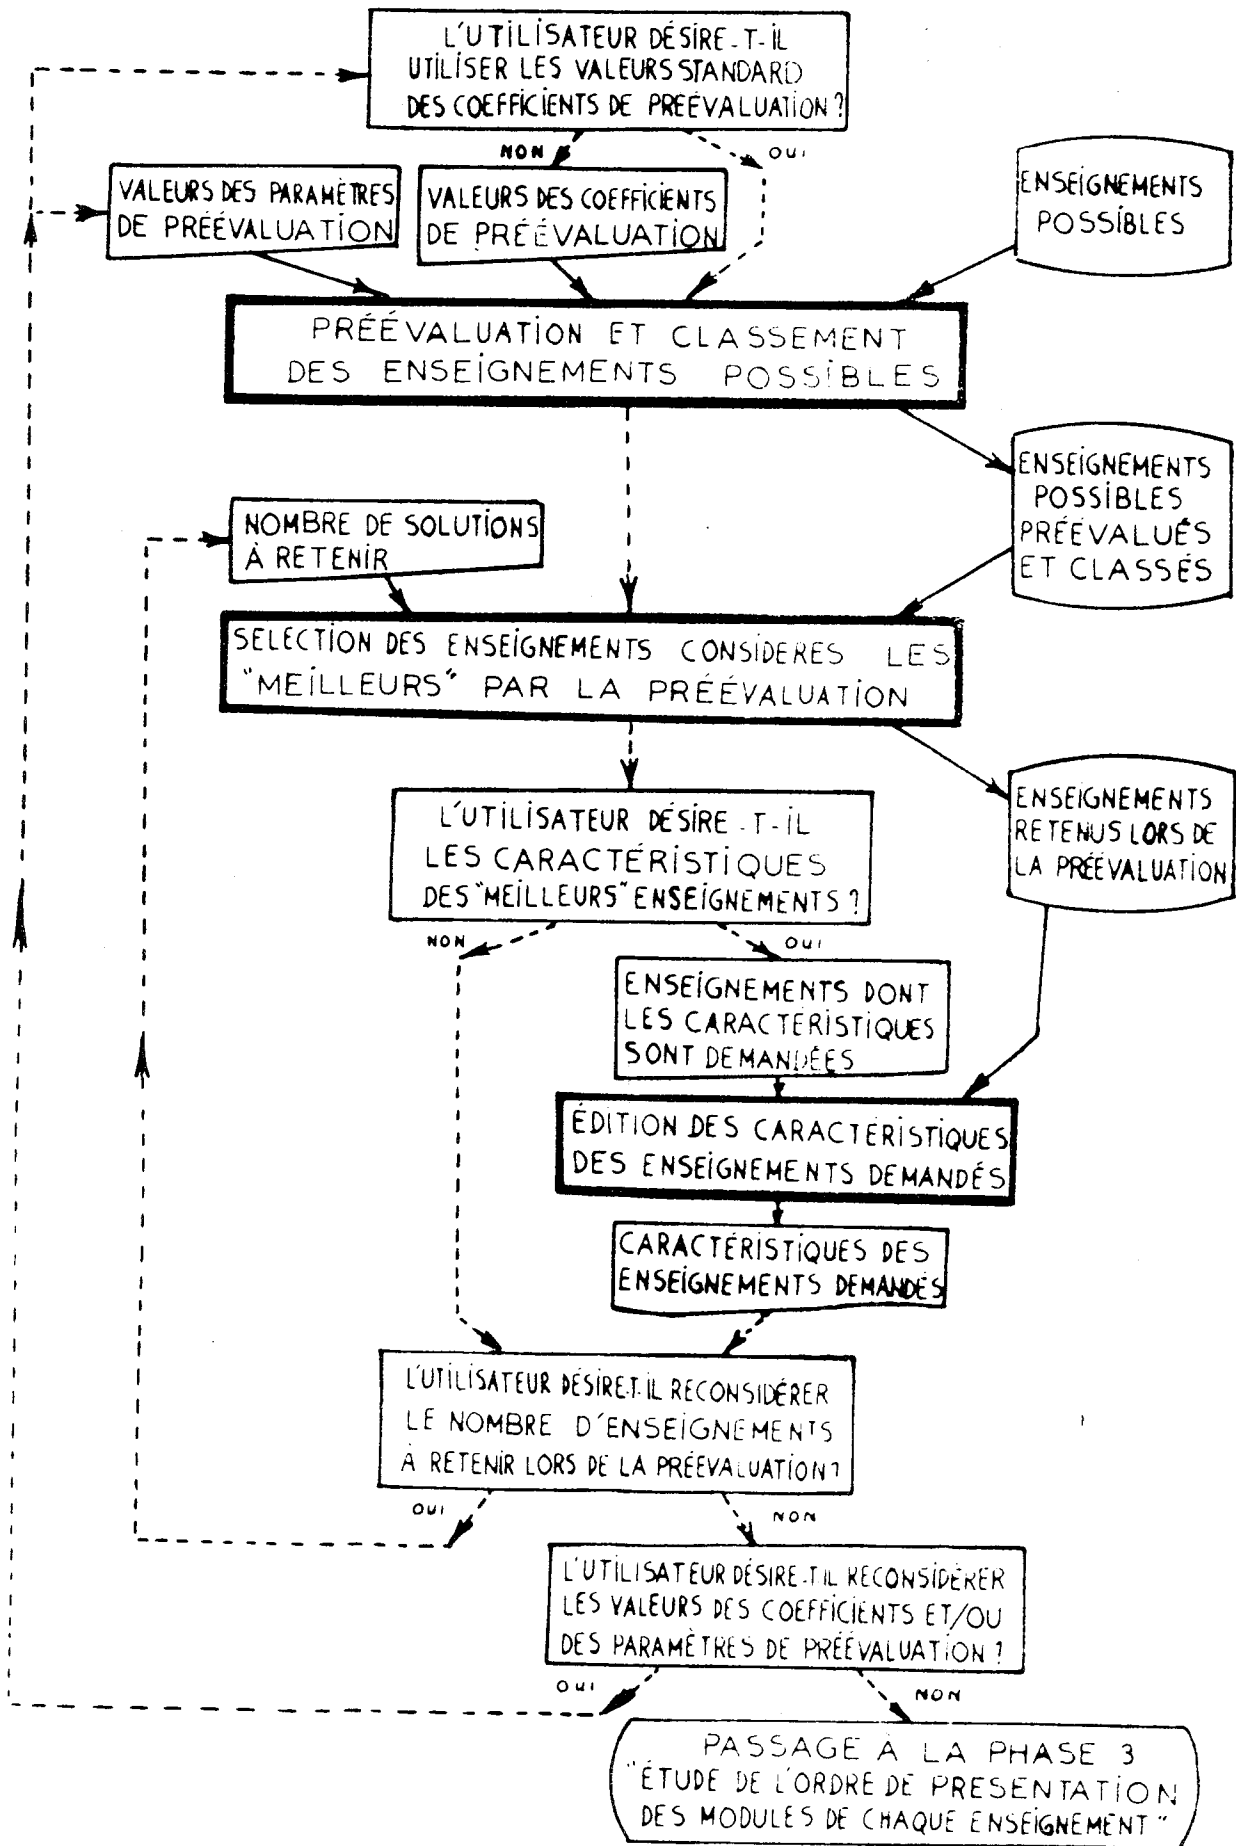 L'UTILISATEUR DÉSIRE-T-IL
UTILISER LES VALEURS STANDARD
DES COEFFICIENTS DE PRÉÉVALUATION ?
NON
OUI
VALEURS DES PARAMÈTRES
DE PRÉÉVALUATION
VALEURS DES COEFFICIENTS
DE PRÉÉVALUATION
ENSEIGNEMENTS
POSSIBLES
PRÉÉVALUATION ET CLASSEMENT
DES ENSEIGNEMENTS POSSIBLES
ENSEIGNEMENTS
POSSIBLES
PRÉÉVALUÉS
ET CLASSÉS
NOMBRE DE SOLUTIONS
À RETENIR
SELECTION DES ENSEIGNEMENTS CONSIDERES LES
"MEILLEURS" PAR LA PRÉÉVALUATION
ENSEIGNEMENTS
RETENUS LORS DE
LA PRÉÉVALUATION
L'UTILISATEUR DÉSIRE-T-IL
LES CARACTÉRISTIQUES
DES "MEILLEURS" ENSEIGNEMENTS ?
NON
OUI
ENSEIGNEMENTS DONT
LES CARACTÉRISTIQUES
SONT DEMANDÉES
ÉDITION DES CARACTÉRISTIQUES
DES ENSEIGNEMENTS DEMANDÉS
CARACTÉRISTIQUES DES
ENSEIGNEMENTS DEMANDÉS
L'UTILISATEUR DÉSIRE-T-IL RECONSIDÉRER
LE NOMBRE D'ENSEIGNEMENTS
À RETENIR LORS DE LA PRÉÉVALUATION ?
OUI
NON
L'UTILISATEUR DÉSIRE-T-IL RECONSIDÉRER
LES VALEURS DES COEFFICIENTS ET/OU
DES PARAMÈTRES DE PRÉÉVALUATION ?
OUI
NON
PASSAGE À LA PHASE 3
"ÉTUDE DE L'ORDRE DE PRESENTATION
DES MODULES DE CHAQUE ENSEIGNEMENT"